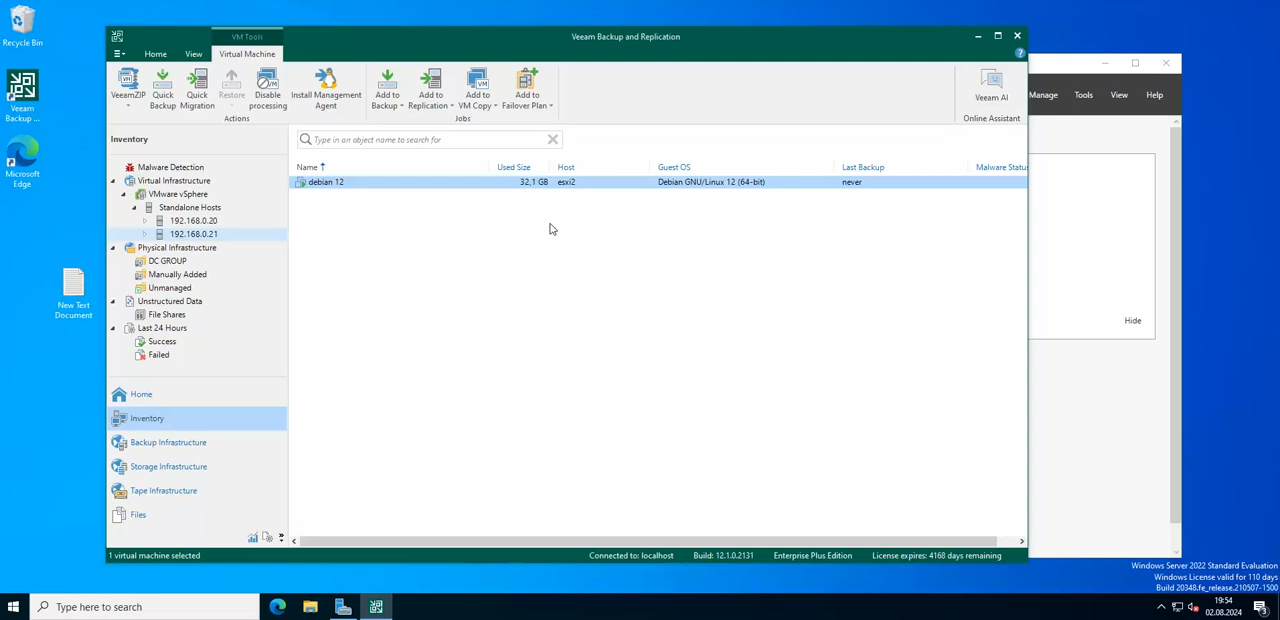 Recycle Bin
Veeam
Backup ...
Microsoft
Edge
New Text
Document
VM Tools
Veeam Backup and Replication
Home
View
Virtual Machine
VeeamZIP
Quick
Backup
Quick
Migration
Restore
Disable
processing
Install Management
Agent
Add to
Backup
Add to
Replication
Add to
VM Copy
Add to
Failover Plan
Veeam AI
Actions
Jobs
Online Assistant
Manage
Tools
View
Help
Inventory
Type in an object name to search for
Malware Detection
Virtual Infrastructure
VMware vSphere
Standalone Hosts
192.168.0.20
192.168.0.21
Physical Infrastructure
DC GROUP
Manually Added
Unmanaged
Unstructured Data
File Shares
Last 24 Hours
Success
Failed
Name
Used Size
Host
Guest OS
Last Backup
Malware Status
debian 12
32,1 GB
esxi2
Debian GNU/Linux 12 (64-bit)
never
Hide
Home
Inventory
Backup Infrastructure
Storage Infrastructure
Tape Infrastructure
Files
1 virtual machine selected
Connected to: localhost
Build: 12.1.0.2131
Enterprise Plus Edition
License expires: 4168 days remaining
Windows Server 2022 Standard Evaluation
Windows License valid for 110 days
Build 20348.fe_release.210507-1500
Type here to search
19:54
02.08.2024
3